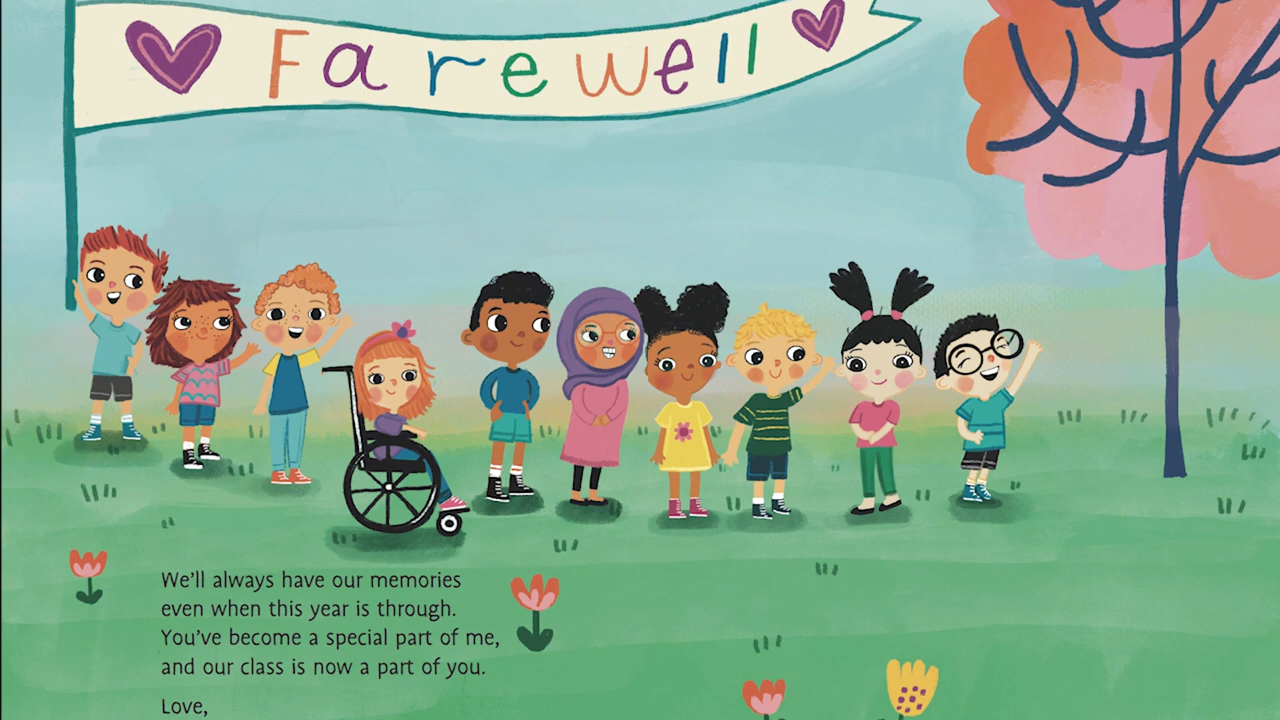 Farewell
We'll always have our memories
even when this year is through.
You've become a special part of me,
and our class is now a part of you.
Love,